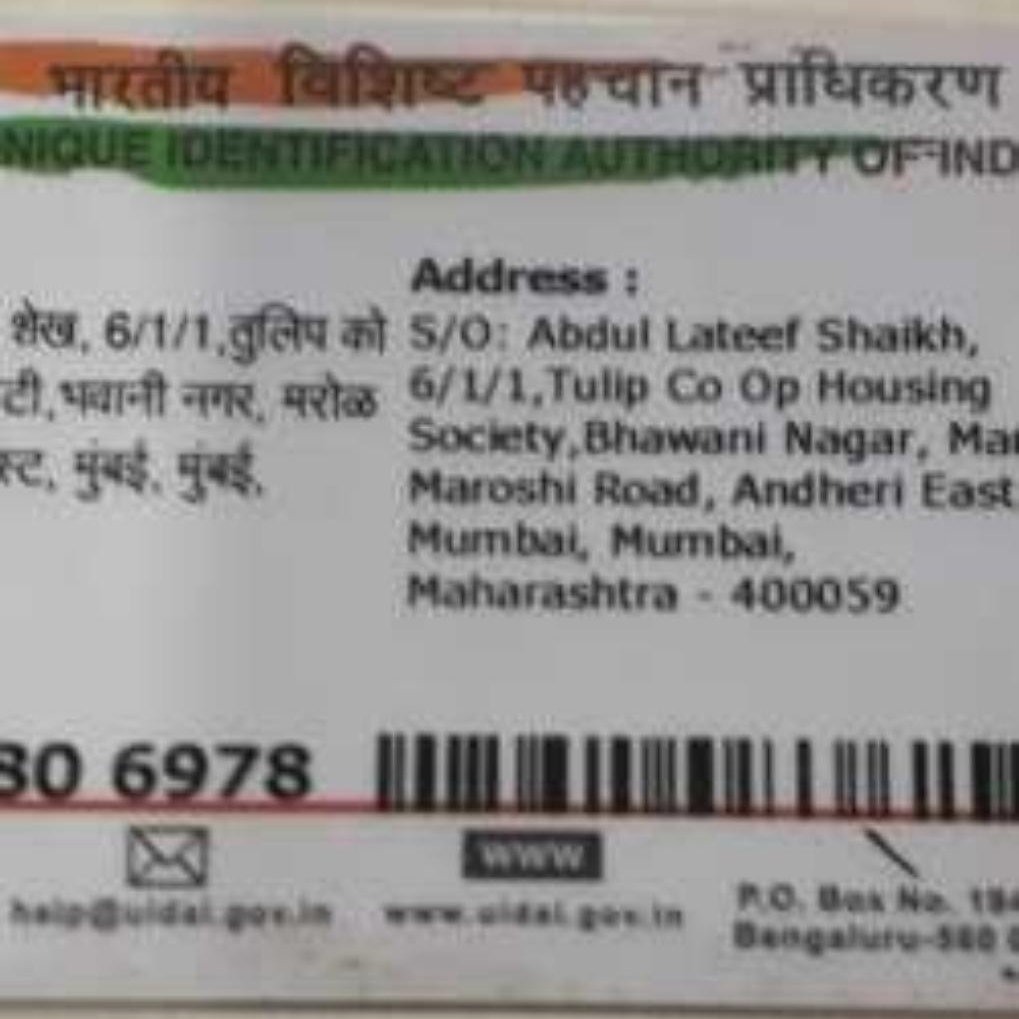 भारतीय विशिष्ट पहचान प्राधिकरण
NIQUE IDENTIFICATION AUTHORITY OF IND
Address :
शेख, 6/1/1,तुलिप को
S/O: Abdul Lateef Shaikh,
टी,भवानी नगर, मरोळ
6/1/1,Tulip Co Op Housing
Society,Bhawani Nagar, Mar
स्ट, मुंबई, मुंबई,
Maroshi Road, Andheri East
Mumbai, Mumbai,
Maharashtra - 400059
80 6978
www
help@uidai.gov.in
www.uidai.gov.in
P.O. Box No. 194
Bengaluru-560